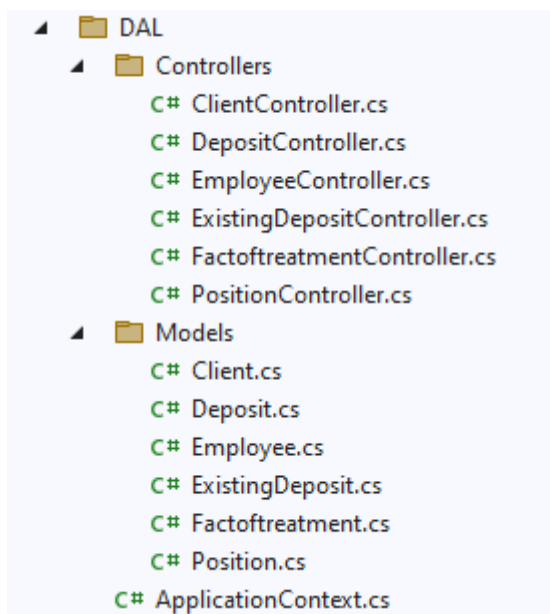 DAL
Controllers
C# ClientController.cs
C# DepositController.cs
C# EmployeeController.cs
C# ExistingDepositController.cs
C# FactoftreatmentController.cs
C# PositionController.cs
Models
C# Client.cs
C# Deposit.cs
C# Employee.cs
C# ExistingDeposit.cs
C# Factoftreatment.cs
C# Position.cs
C# ApplicationContext.cs